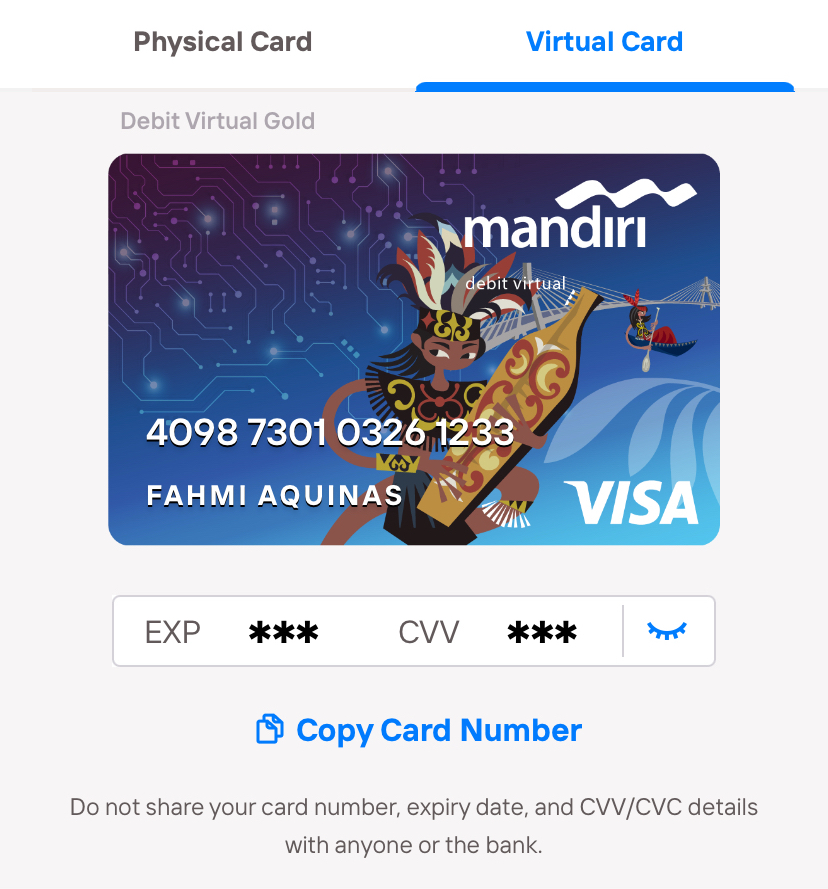 Physical Card
Virtual Card
Debit Virtual Gold
mandiri
debit virtual
4098 7301 0326 1233
FAHMI AQUINAS
VISA
EXP *** CVV ***
Copy Card Number
Do not share your card number, expiry date, and CVV/CVC details
with anyone or the bank.